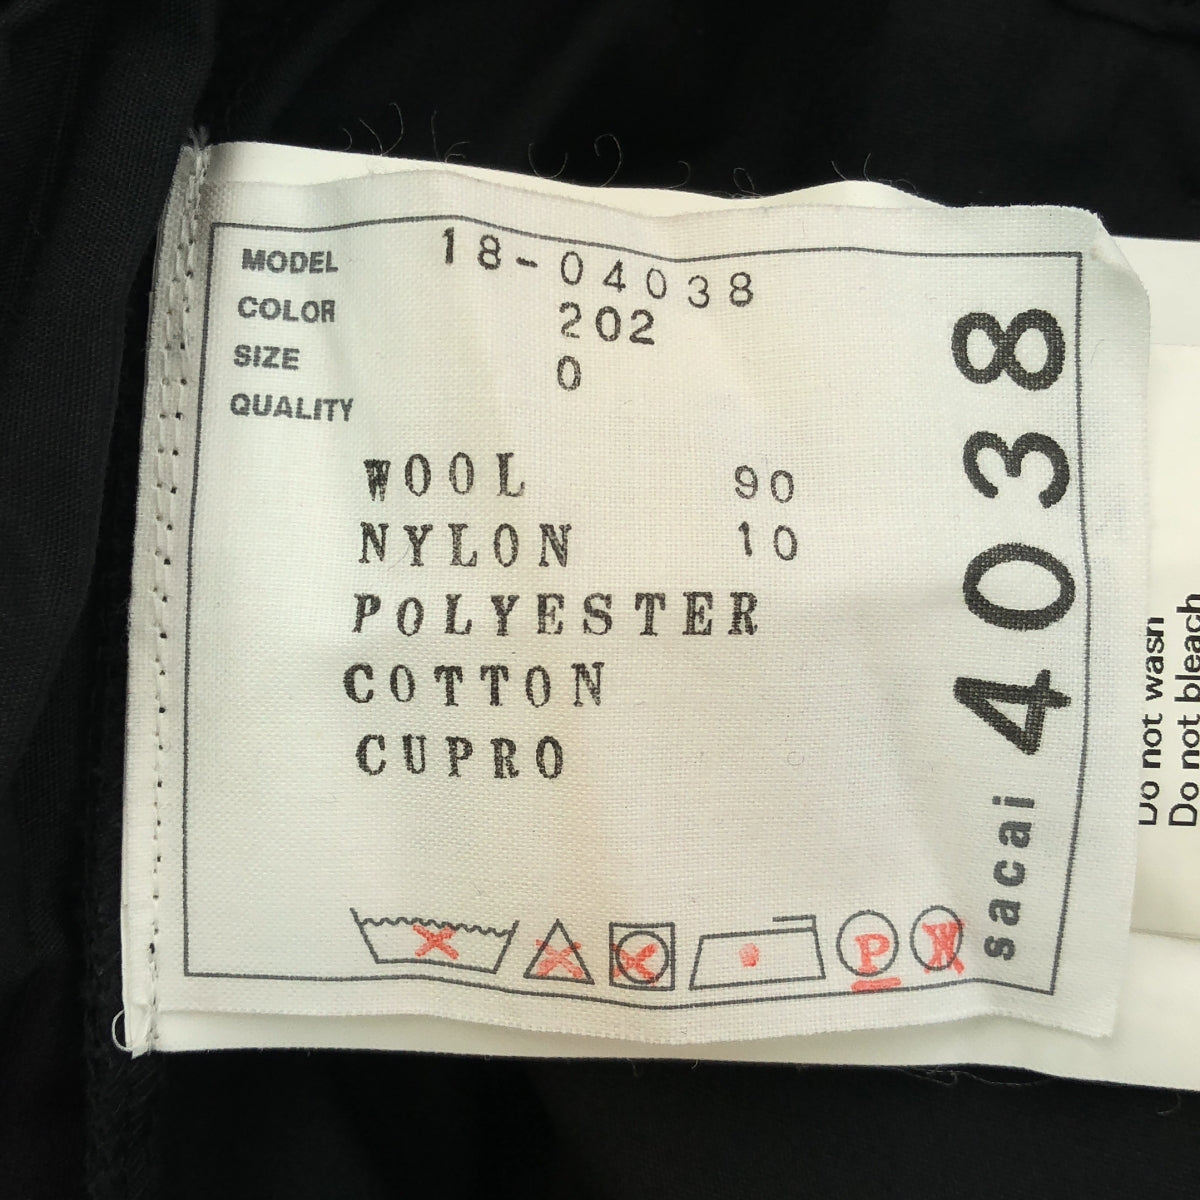 MODEL 18-04038
COLOR 202
SIZE 0
QUALITY
WOOL 90
NYLON 10
POLYESTER
COTTON
CUPRO
P W
sacai 4038
Do not wash
Do not bleach